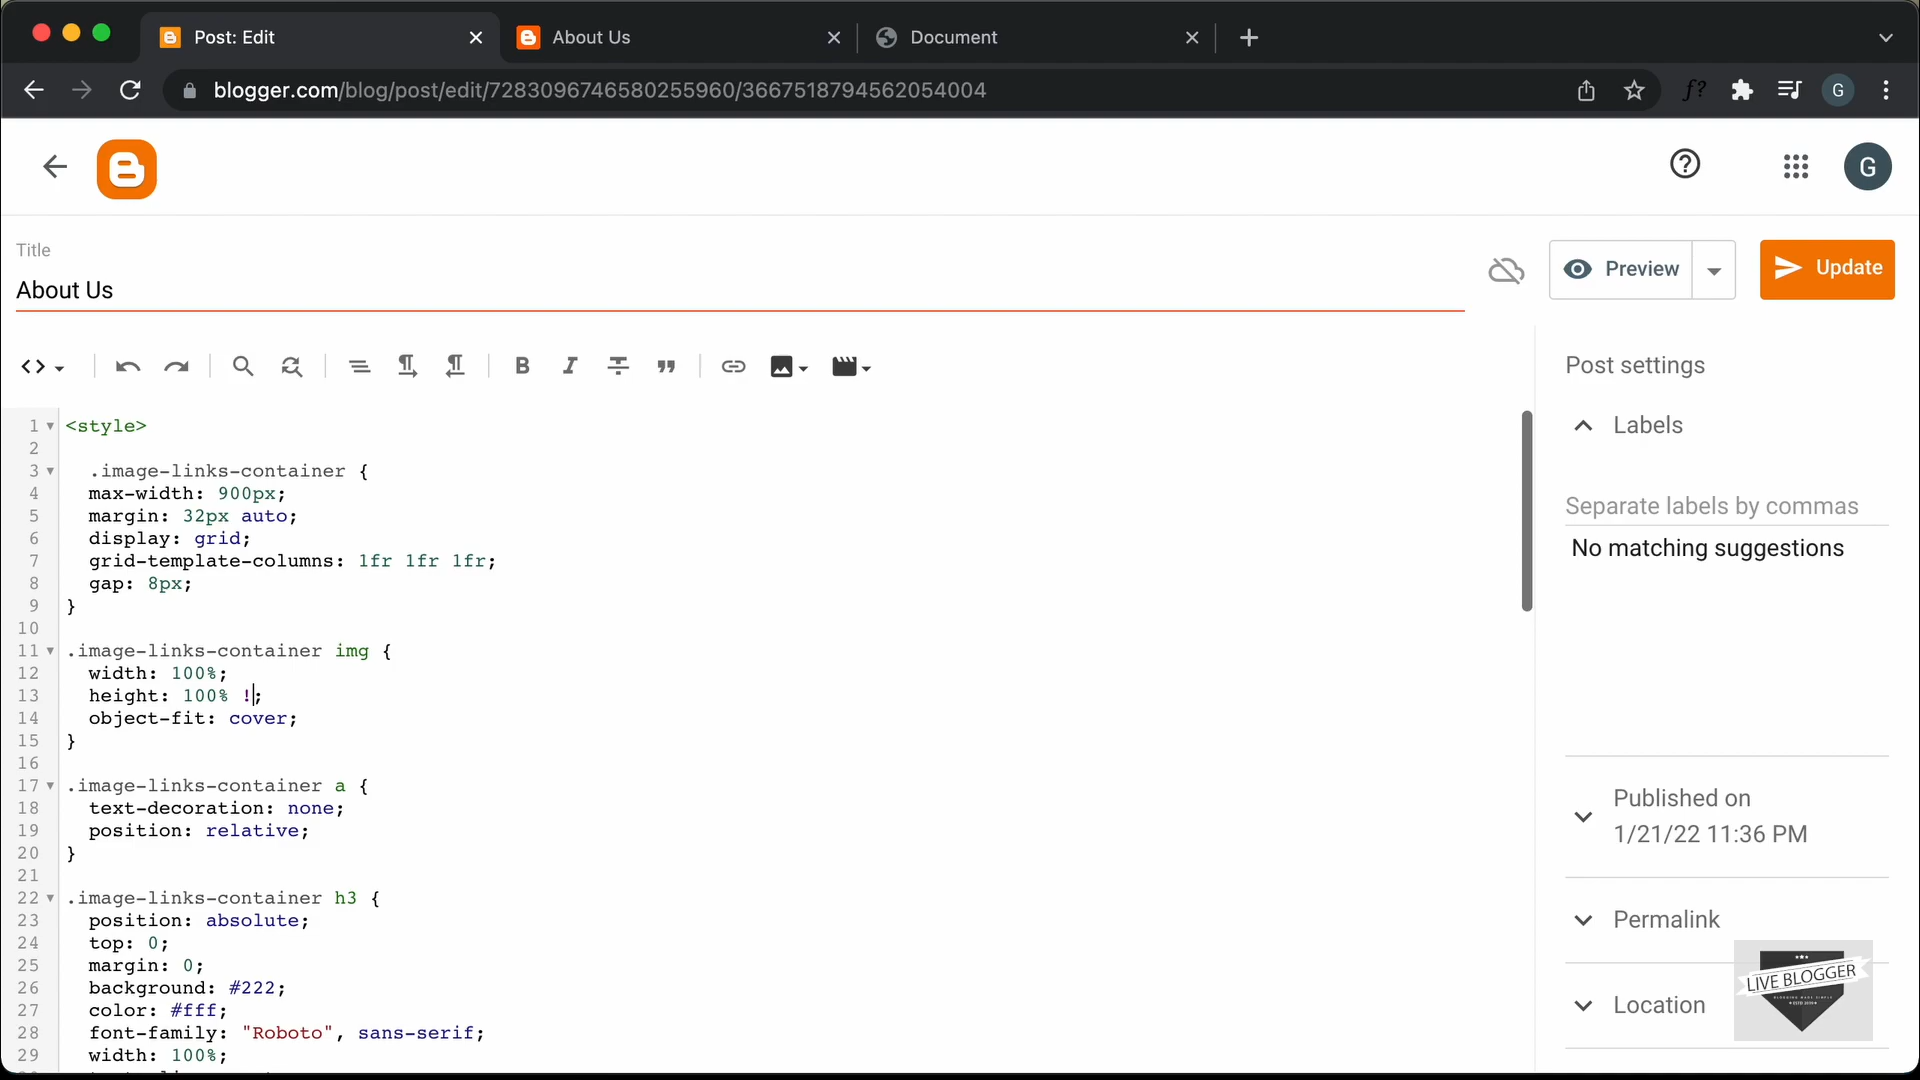 Post: Edit
About Us
Document
blogger.com/blog/post/edit/7283096746580255960/3667518794562054004
f?
G
G
Title
About Us
Preview
Update
Post settings
Labels
Separate labels by commas
No matching suggestions
Published on
1/21/22 11:36 PM
Permalink
Location
1 <style>
2
3 .image-links-container {
4 max-width: 900px;
5 margin: 32px auto;
6 display: grid;
7 grid-template-columns: 1fr 1fr 1fr;
8 gap: 8px;
9 }
10
11 .image-links-container img {
12 width: 100%;
13 height: 100% !;
14 object-fit: cover;
15 }
16
17 .image-links-container a {
18 text-decoration: none;
19 position: relative;
20 }
21
22 .image-links-container h3 {
23 position: absolute;
24 top: 0;
25 margin: 0;
26 background: #222;
27 color: #fff;
28 font-family: "Roboto", sans-serif;
29 width: 100%;
LIVE BLOGGER